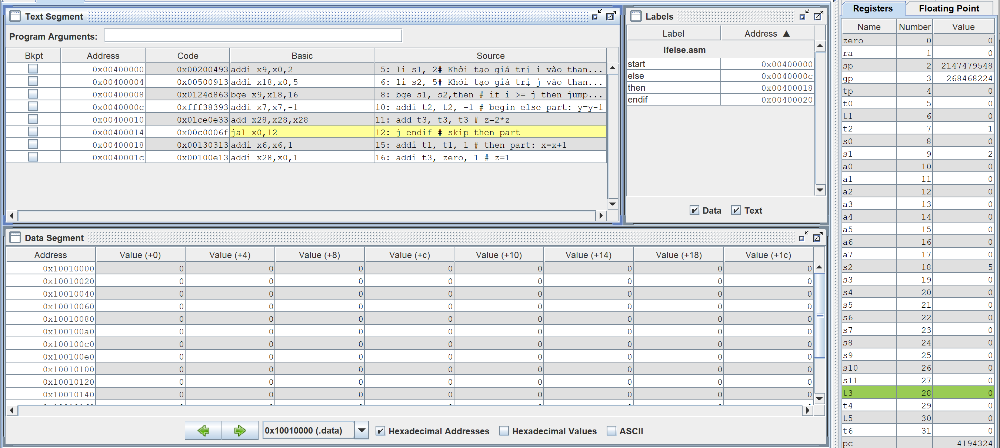 Text Segment
Program Arguments:
Bkpt Address Code Basic Source
0x00400000 0x00200493 addi x9,x0,2 5: li s1, 2# Khởi tạo giá trị i vào than...
0x00400004 0x00500913 addi x18,x0,5 6: li s2, 5# Khởi tạo giá trị j vào than...
0x00400008 0x0124d863 bge x9,x18,16 8: bge s1, s2,then # if i >= j then jump...
0x0040000c 0xfff38393 addi x7,x7,-1 10: addi t2, t2, -1 # begin else part: y=y-1
0x00400010 0x01ce0e33 add x28,x28,x28 11: add t3, t3, t3 # z=2*z
0x00400014 0x00c0006f jal x0,12 12: j endif # skip then part
0x00400018 0x00130313 addi x6,x6,1 15: addi t1, t1, 1 # then part: x=x+1
0x0040001c 0x00100e13 addi x28,x0,1 16: addi t3, zero, 1 # z=1
Labels
Label Address ▲
ifelse.asm
start 0x00400000
else 0x0040000c
then 0x00400018
endif 0x00400020
Data Text
Data Segment
Address Value (+0) Value (+4) Value (+8) Value (+c) Value (+10) Value (+14) Value (+18) Value (+1c)
0x10010000 0 0 0 0 0 0 0 0
0x10010020 0 0 0 0 0 0 0 0
0x10010040 0 0 0 0 0 0 0 0
0x10010060 0 0 0 0 0 0 0 0
0x10010080 0 0 0 0 0 0 0 0
0x100100a0 0 0 0 0 0 0 0 0
0x100100c0 0 0 0 0 0 0 0 0
0x100100e0 0 0 0 0 0 0 0 0
0x10010100 0 0 0 0 0 0 0 0
0x10010120 0 0 0 0 0 0 0 0
0x10010140 0 0 0 0 0 0 0 0
0x10010000 (.data) Hexadecimal Addresses Hexadecimal Values ASCII
Registers Floating Point
Name Number Value
zero 0 0
ra 1 0
sp 2 2147479548
gp 3 268468224
tp 4 0
t0 5 0
t1 6 0
t2 7 -1
s0 8 0
s1 9 2
a0 10 0
a1 11 0
a2 12 0
a3 13 0
a4 14 0
a5 15 0
a6 16 0
a7 17 0
s2 18 5
s3 19 0
s4 20 0
s5 21 0
s6 22 0
s7 23 0
s8 24 0
s9 25 0
s10 26 0
s11 27 0
t3 28 0
t4 29 0
t5 30 0
t6 31 0
pc 4194324